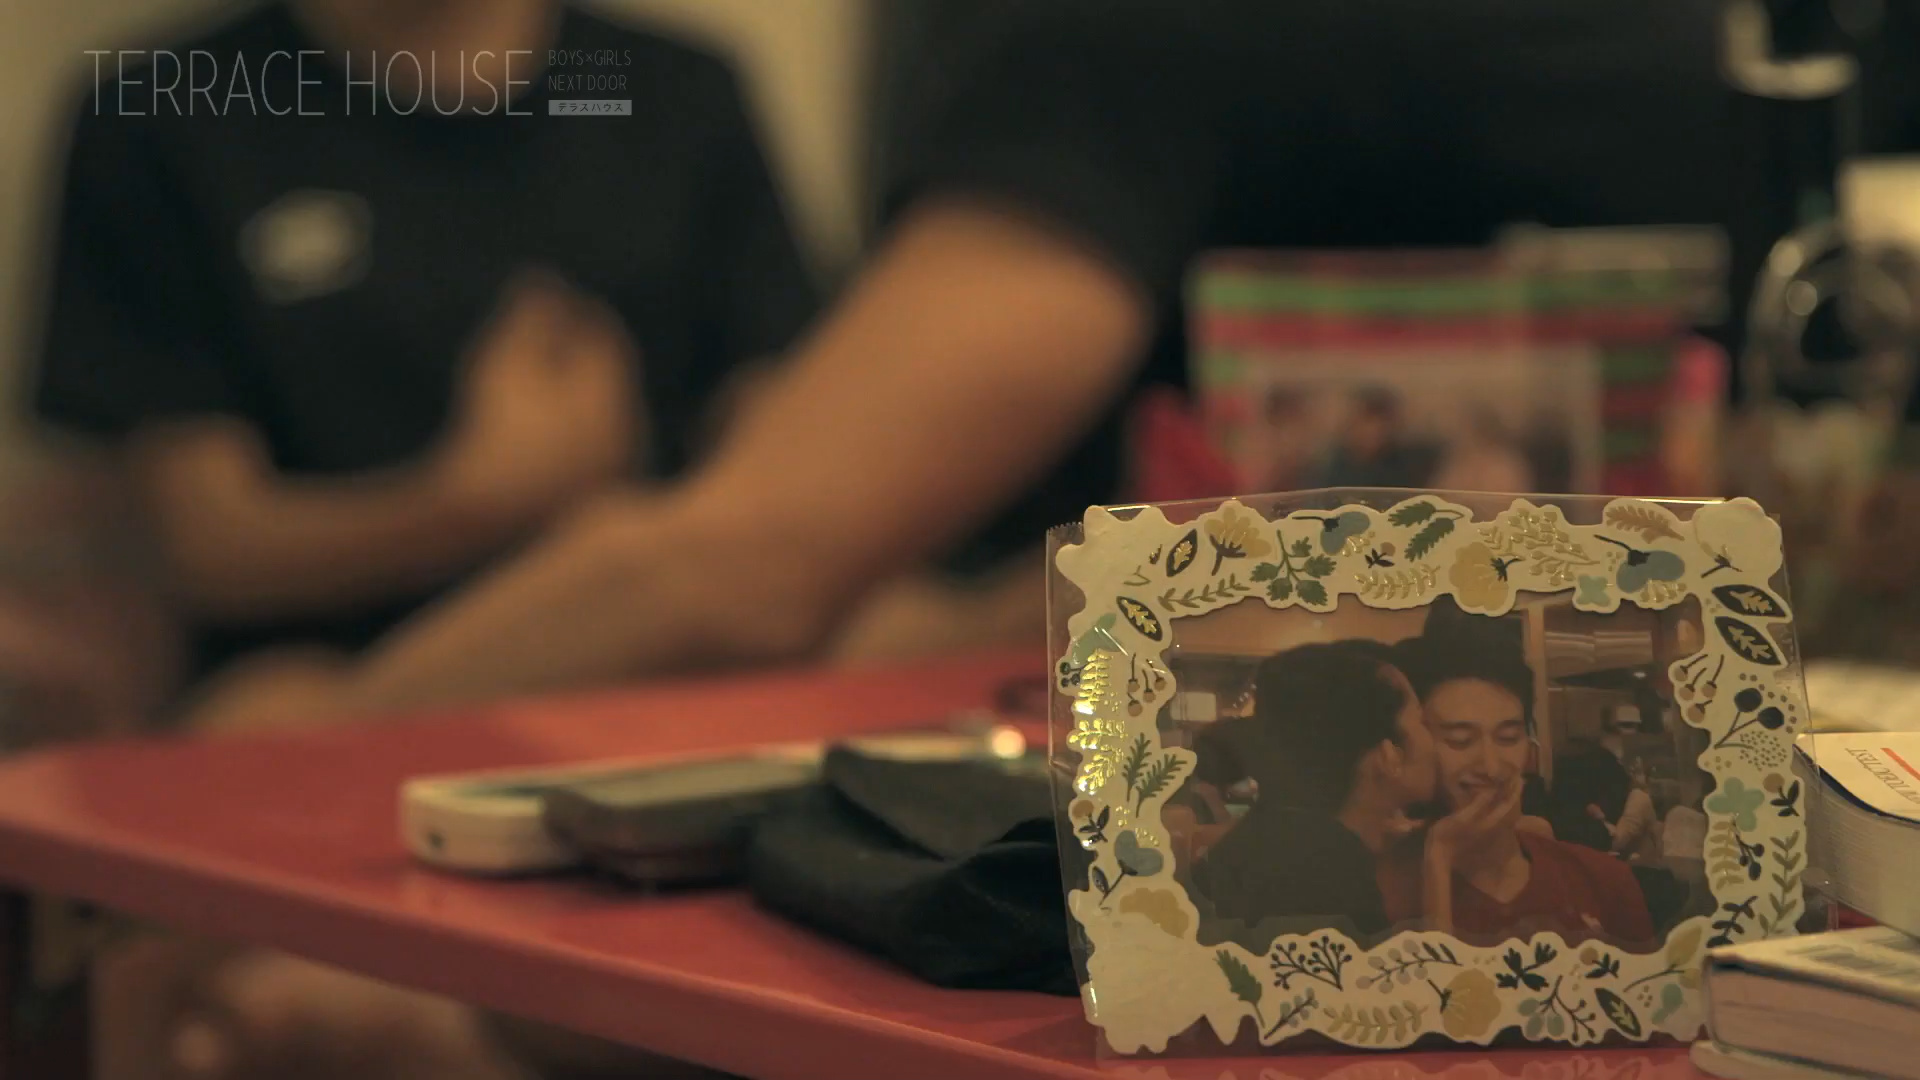 TERRACE HOUSE
BOYS×GIRLS
NEXT DOOR
テラスハウス